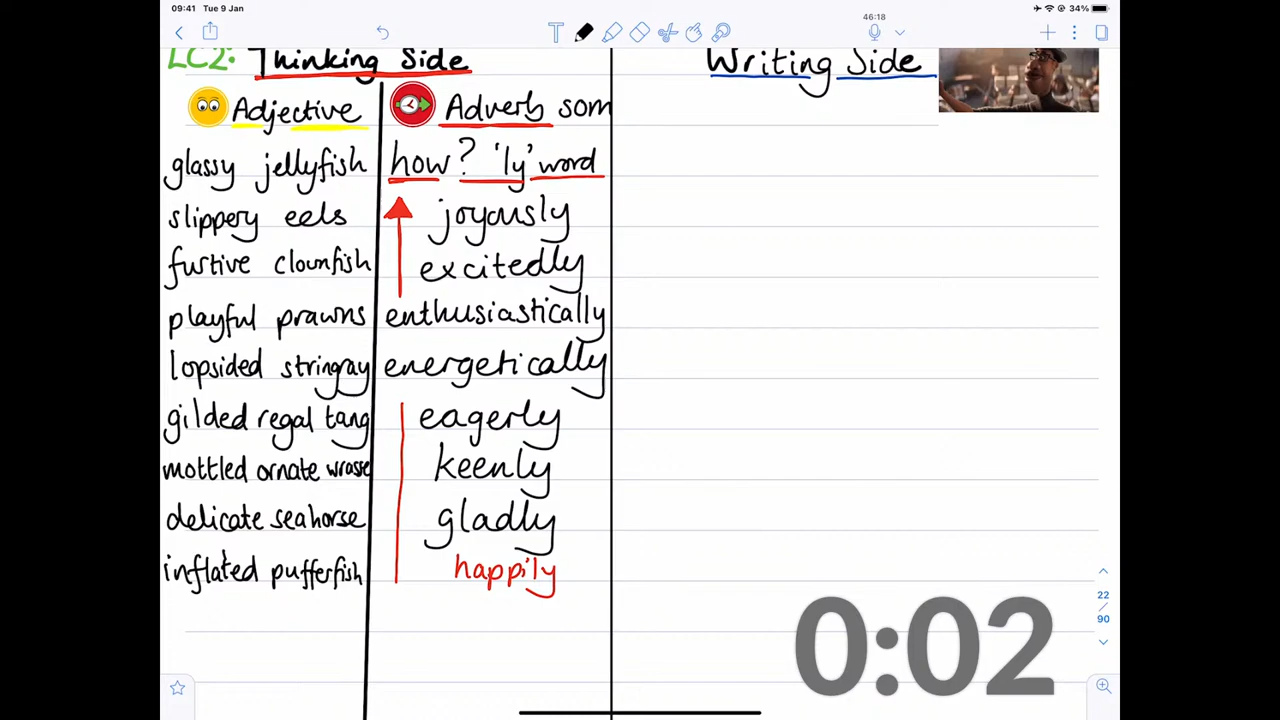 09:41 Tue 9 Jan
34%
46:18
T
LC2: Thinking Side
Writing Side
Adjective
Adverb som
how? 'ly' word
glassy jellyfish
slippery eels
furtive clownfish
playful prawns
lopsided stringray
gilded regal tang
mottled ornate wrasse
delicate seahorse
inflated pufferfish
joyously
excitedly
enthusiastically
energetically
eagerly
keenly
gladly
happily
22
/
90
0:02